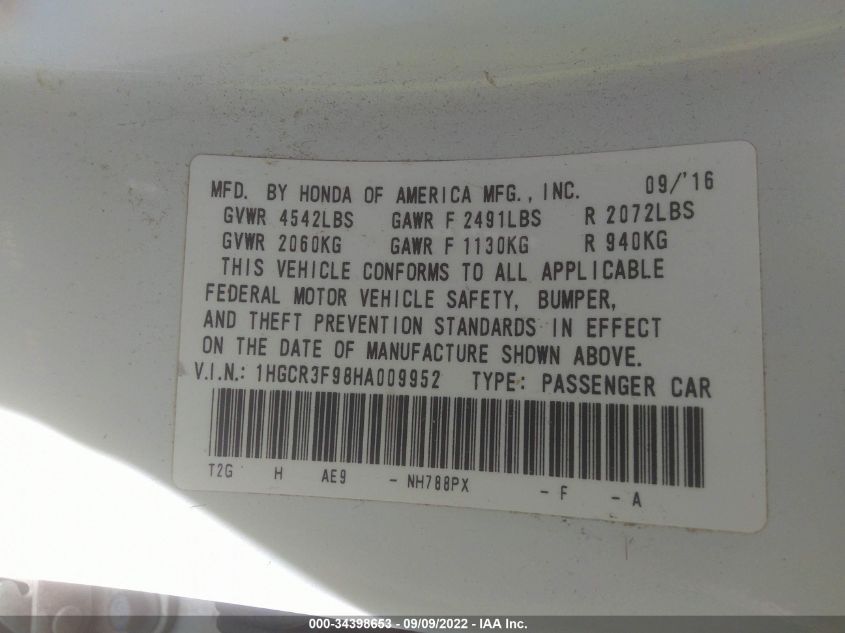 MFD. BY HONDA OF AMERICA MFG., INC. 09/'16
GVWR 4542LBS GAWR F 2491LBS R 2072LBS
GVWR 2060KG GAWR F 1130KG R 940KG
THIS VEHICLE CONFORMS TO ALL APPLICABLE
FEDERAL MOTOR VEHICLE SAFETY, BUMPER,
AND THEFT PREVENTION STANDARDS IN EFFECT
ON THE DATE OF MANUFACTURE SHOWN ABOVE.
V.I.N.: 1HGCR3F98HA009952 TYPE: PASSENGER CAR
T2G H AE9 - NH788PX - F - A
000-34398653 - 09/09/2022 - IAA Inc.